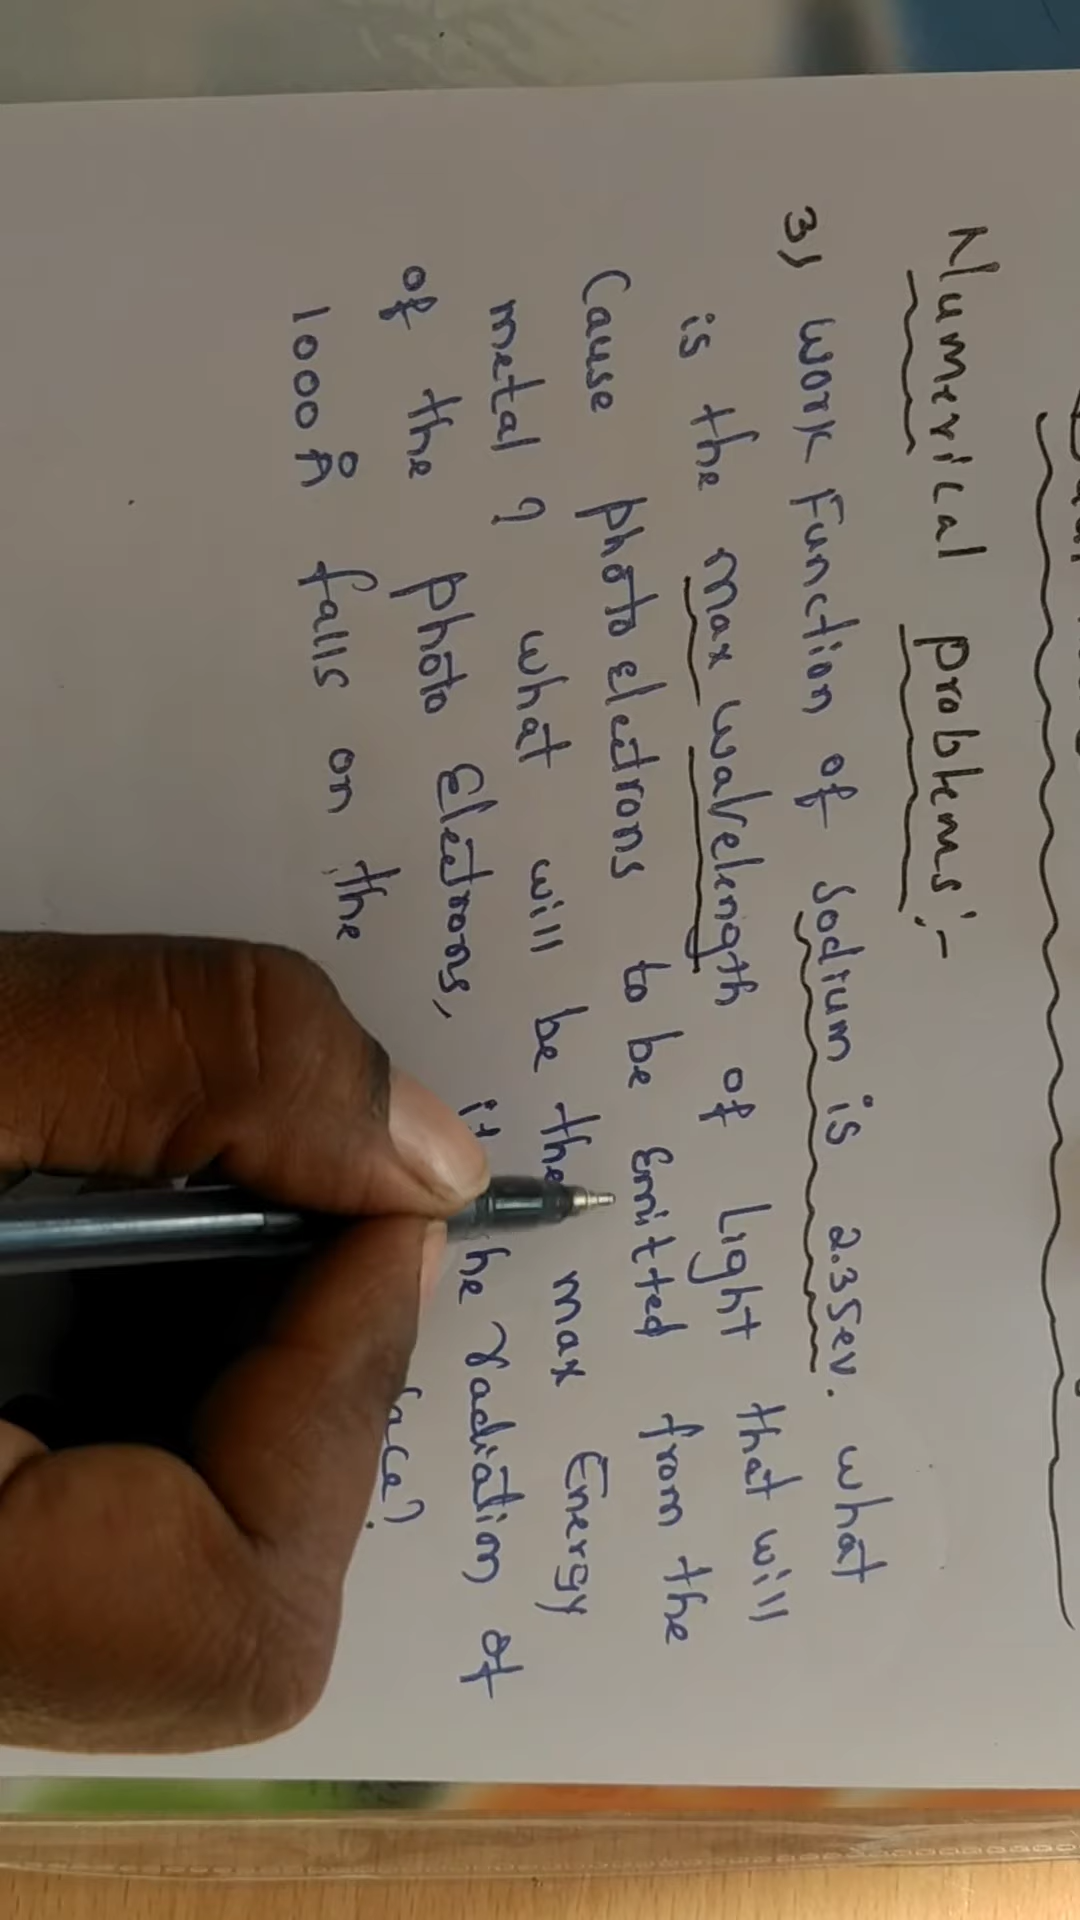 Numerical problems:-
3) Work Function of Sodium is 2.35ev. what
is the max wavelength of Light that will
Cause photo electrons to be Emitted from the
metal ? what will be the max Energy
of the photo Electrons, radiation of
1000 Å falls on the